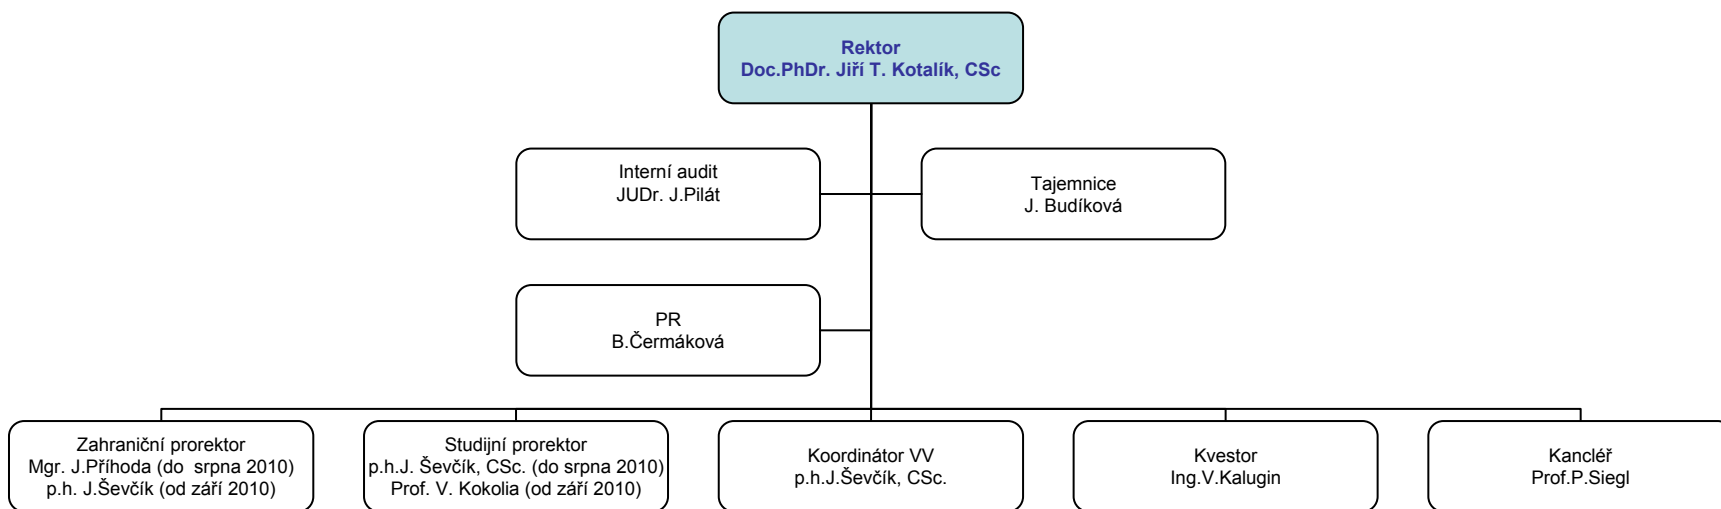 Rektor
Doc.PhDr. Jiří T. Kotalík, CSc
Interní audit
JUDr. J.Pilát
Tajemnice
J. Budíková
PR
B.Čermáková
Zahraniční prorektor
Mgr. J.Příhoda (do srpna 2010)
p.h. J.Ševčík (od září 2010)
Studijní prorektor
p.h.J. Ševčík, CSc. (do srpna 2010)
Prof. V. Kokolia (od září 2010)
Koordinátor VV
p.h.J.Ševčík, CSc.
Kvestor
Ing.V.Kalugin
Kancléř
Prof.P.Siegl